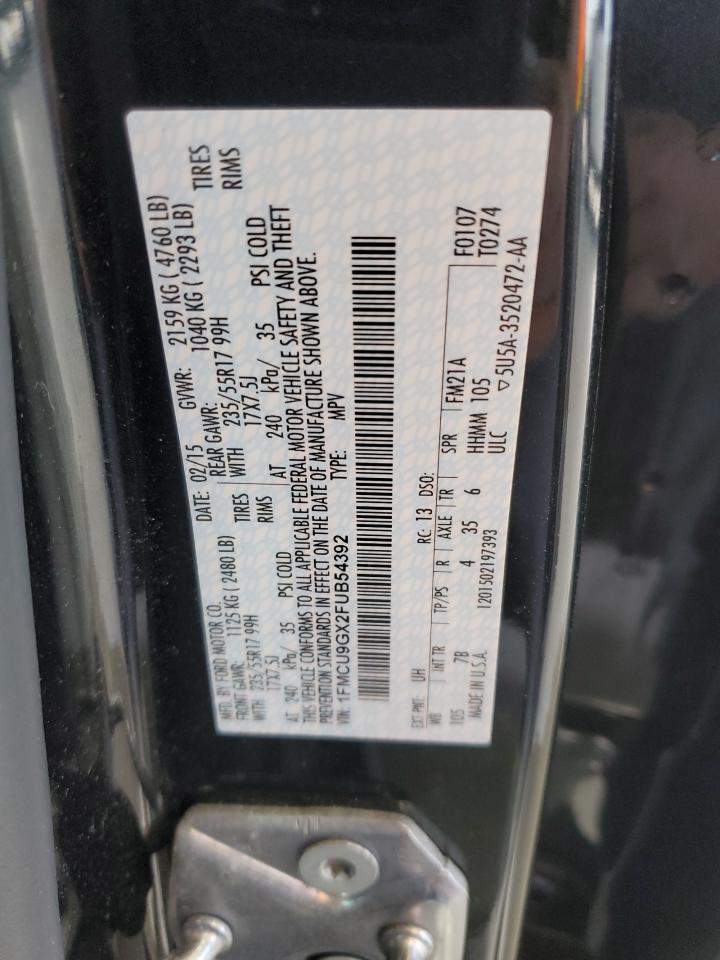 MFD. BY FORD MOTOR CO.
DATE: 02/15 GVWR: 2159 KG ( 4760 LB)
FRONT GAWR: 1125 KG ( 2480 LB) REAR GAWR: 1040 KG ( 2293 LB)
WITH 235/55R17 99H TIRES WITH 235/55R17 99H TIRES
17X7.5J RIMS 17X7.5J RIMS
AT 240 kPa/ 35 PSI COLD AT 240 kPa/ 35 PSI COLD
THIS VEHICLE CONFORMS TO ALL APPLICABLE FEDERAL MOTOR VEHICLE SAFETY AND THEFT
PREVENTION STANDARDS IN EFFECT ON THE DATE OF MANUFACTURE SHOWN ABOVE.
VIN: 1FMCU9GX2FUB54392 TYPE: MPV
F0107
T0274
EXT PNT: UH RC: 13 DSO:
WB INT TR TP/PS R AXLE TR SPR FM21A
105 7B 4 35 6 HHMM 105
MADE IN U.S.A. 1201502197393 ULC
▽5U5A-3520472-AA